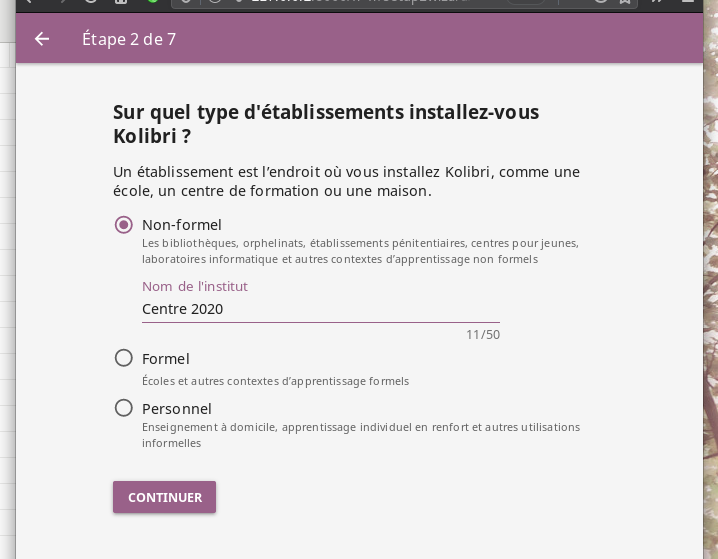 Étape 2 de 7
Sur quel type d'établissements installez-vous
Kolibri ?
Un établissement est l’endroit où vous installez Kolibri, comme une
école, un centre de formation ou une maison.
Non-formel
Les bibliothèques, orphelinats, établissements pénitentiaires, centres pour jeunes,
laboratoires informatique et autres contextes d’apprentissage non formels
Nom de l'institut
Centre 2020
11/50
Formel
Écoles et autres contextes d’apprentissage formels
Personnel
Enseignement à domicile, apprentissage individuel en renfort et autres utilisations
informelles
CONTINUER